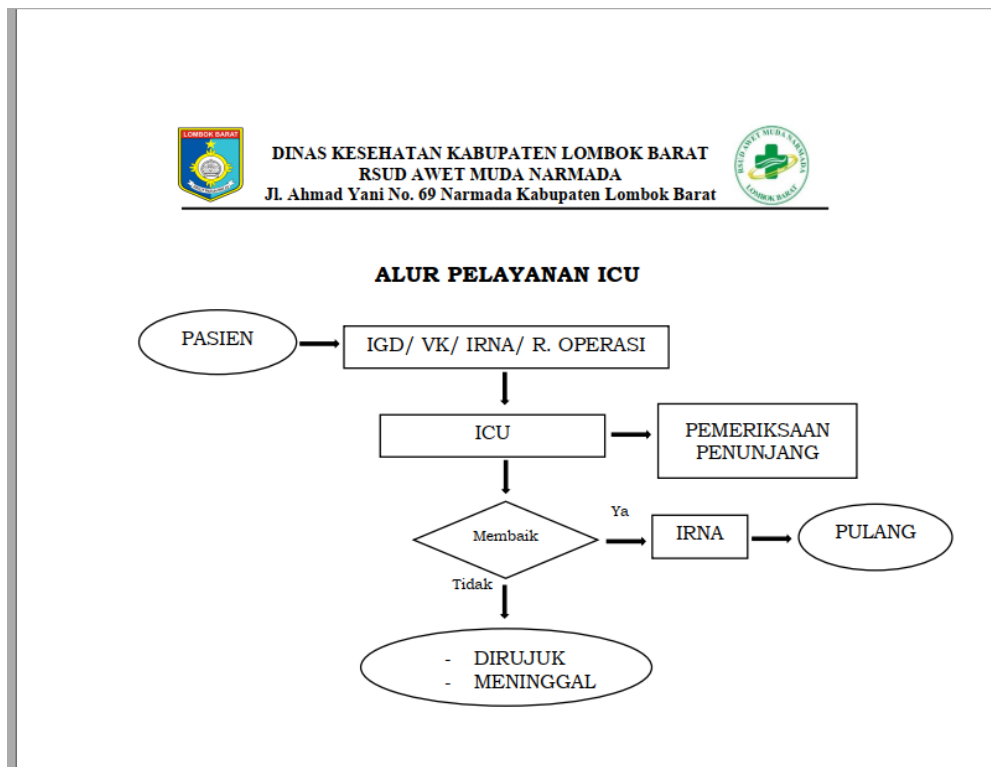 LOMBOK BARAT
DINAS KESEHATAN KABUPATEN LOMBOK BARAT
RSUD AWET MUDA NARMADA
Jl. Ahmad Yani No. 69 Narmada Kabupaten Lombok Barat
RSUD AWET MUDA NARMADA
LOMBOK BARAT
ALUR PELAYANAN ICU
PASIEN
IGD/ VK/ IRNA/ R. OPERASI
ICU
PEMERIKSAAN
PENUNJANG
Membaik
Ya
IRNA
PULANG
Tidak
- DIRUJUK
- MENINGGAL